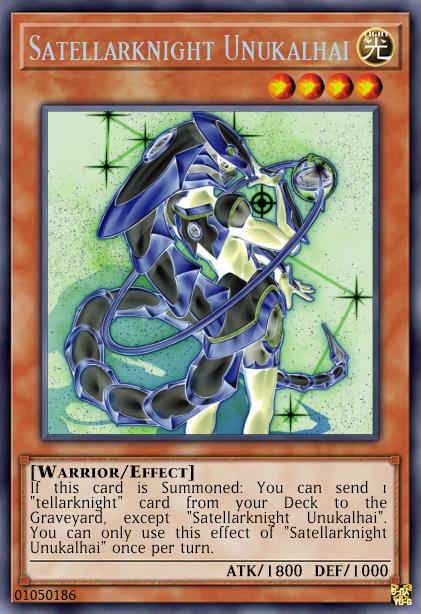 Satellarknight Unukalhai
LIGHT
光
[Warrior/Effect]
If this card is Summoned: You can send 1
"tellarknight" card from your Deck to the
Graveyard, except "Satellarknight Unukalhai".
You can only use this effect of "Satellarknight
Unukalhai" once per turn.
ATK/1800 DEF/1000
01050186